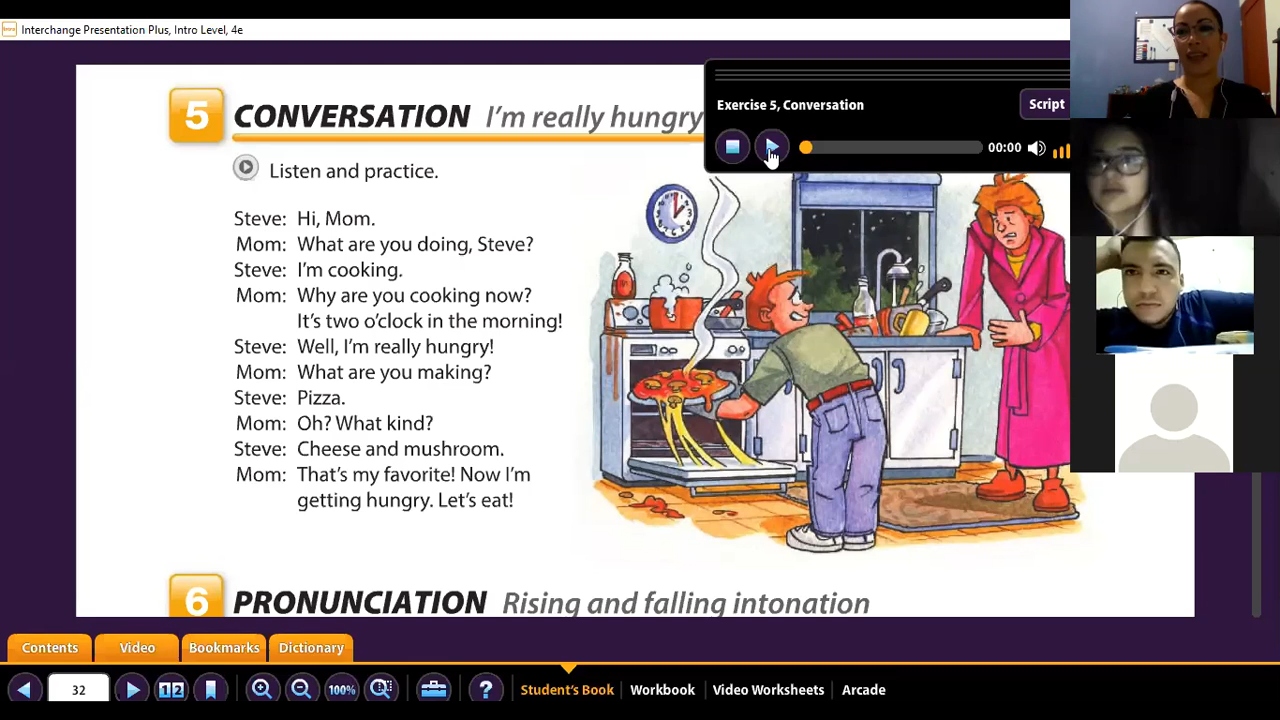 Interchange Presentation Plus, Intro Level, 4e
5 CONVERSATION I'm really hungry
Exercise 5, Conversation
Script
00:00
Listen and practice.
Steve: Hi, Mom.
Mom: What are you doing, Steve?
Steve: I'm cooking.
Mom: Why are you cooking now?
It's two o'clock in the morning!
Steve: Well, I'm really hungry!
Mom: What are you making?
Steve: Pizza.
Mom: Oh? What kind?
Steve: Cheese and mushroom.
Mom: That's my favorite! Now I'm
getting hungry. Let's eat!
6 PRONUNCIATION Rising and falling intonation
Contents Video Bookmarks Dictionary
32 1 2 100% ? Student's Book Workbook Video Worksheets Arcade